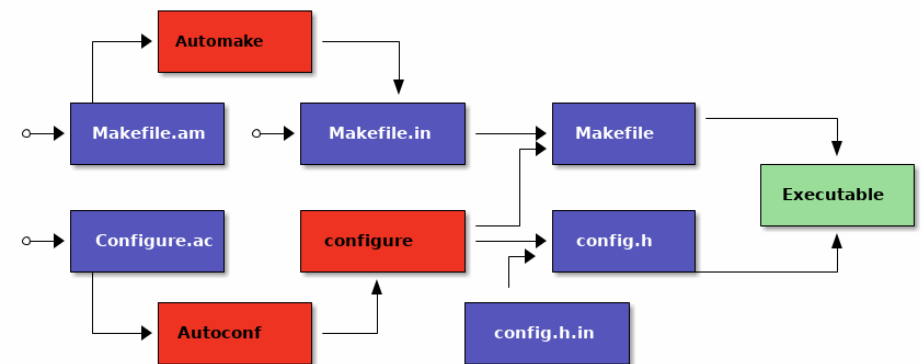 Automake
Makefile.am
Makefile.in
Makefile
Executable
Configure.ac
configure
config.h
Autoconf
config.h.in